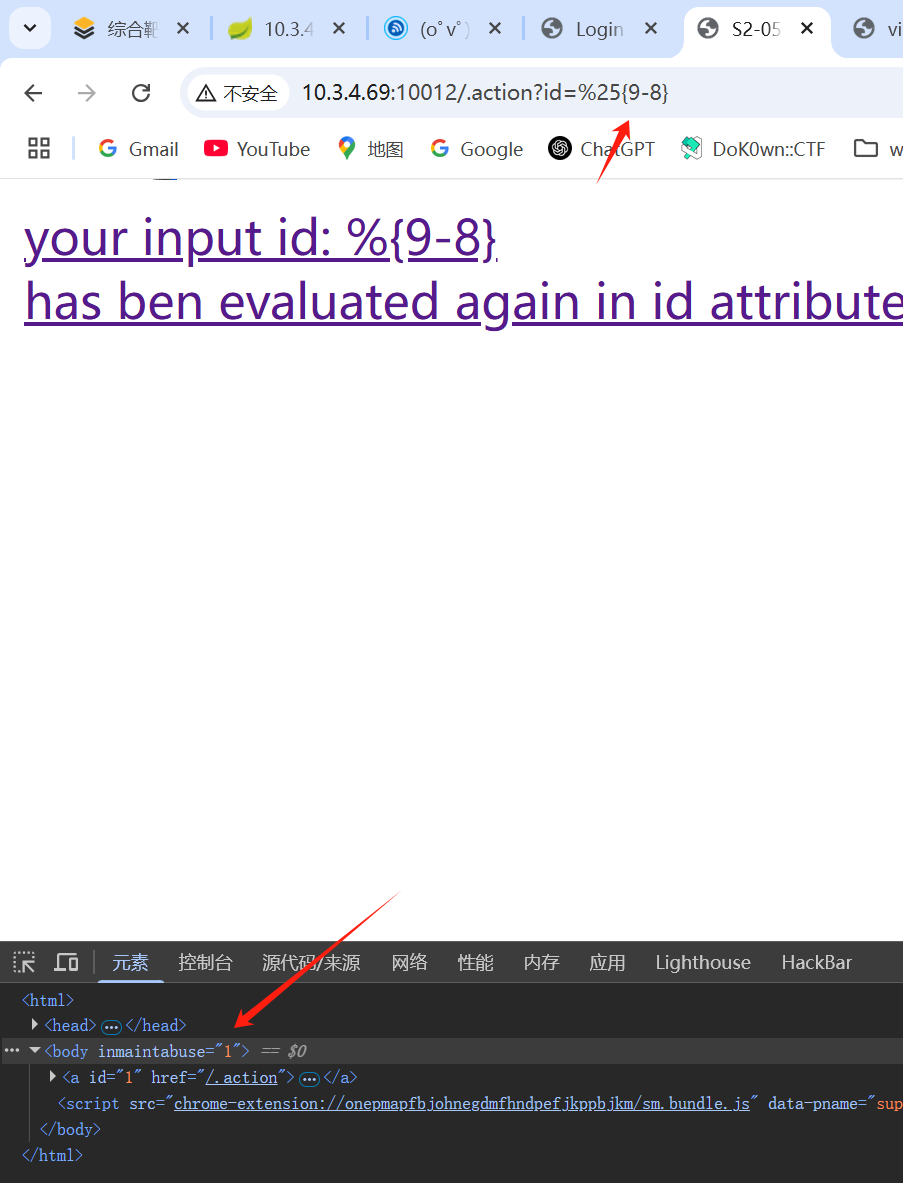 综合靶
10.3.4
(o゚v゚)
Login
S2-05
vi
不安全
10.3.4.69:10012/.action?id=%25{9-8}
Gmail YouTube 地图 Google ChatGPT DoK0wn::CTF w
your input id: %{9-8}
has ben evaluated again in id attribute
元素 控制台 源代码/来源 网络 性能 内存 应用 Lighthouse HackBar
<html>
<head>…</head>
<body inmaintabuse="1"> == $0
<a id="1" href="/.action">…</a>
<script src="chrome-extension://onepmapfbjohnegdmfhndpefjkppbjkm/sm.bundle.js" data-pname="sup
</body>
</html>